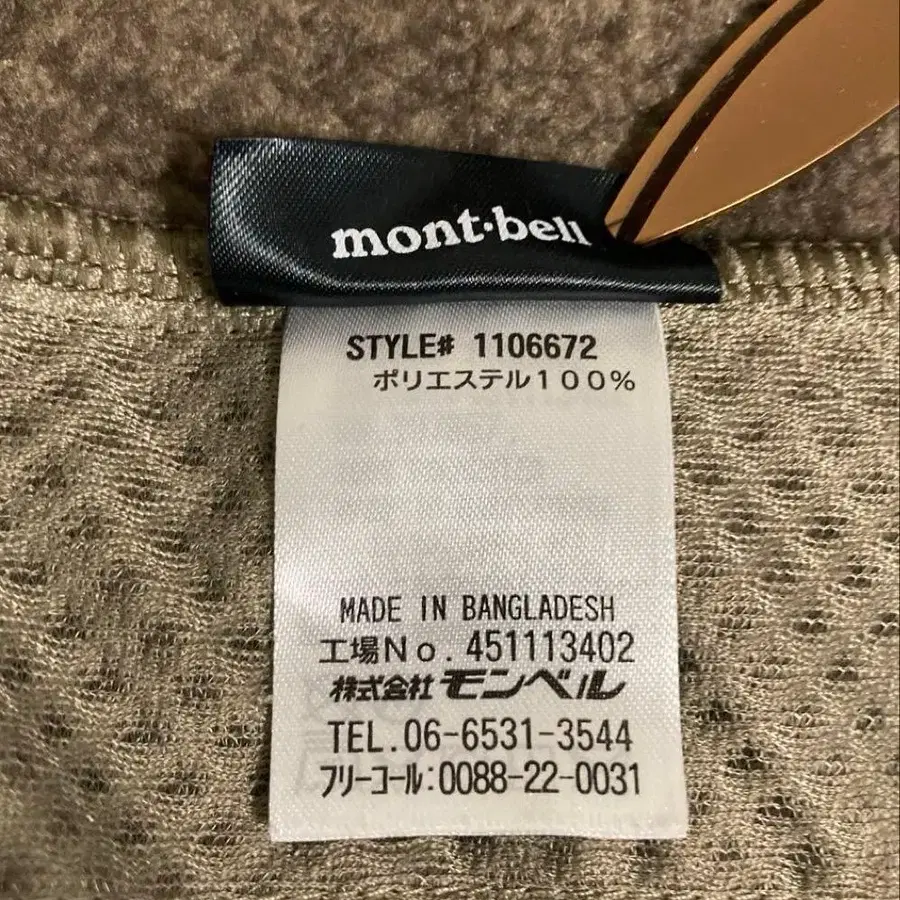 mont·bell
STYLE# 1106672
ポリエステル100%
MADE IN BANGLADESH
工場No.451113402
株式会社 モンベル
TEL.06-6531-3544
フリーコール:0088-22-0031